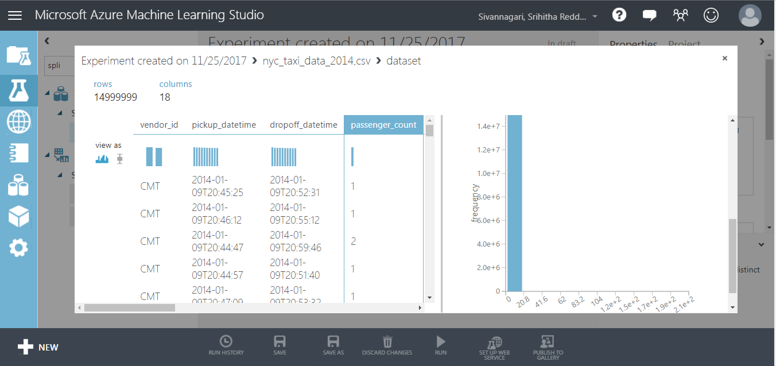 Microsoft Azure Machine Learning Studio
Sivannagari, Srihitha Redd...
Experiment created on 11/25/2017
In draft
Properties Project
spli
Experiment created on 11/25/2017 > nyc_taxi_data_2014.csv > dataset
rows columns
14999999 18
vendor_id pickup_datetime dropoff_datetime passenger_count
view as
CMT 2014-01-09T20:45:25 2014-01-09T20:52:31 1
CMT 2014-01-09T20:46:12 2014-01-09T20:55:12 1
CMT 2014-01-09T20:44:47 2014-01-09T20:59:46 2
CMT 2014-01-09T20:44:57 2014-01-09T20:51:40 1
CMT 2014-01-09T20:47:09 2014-01-09T20:53:32 1
frequency
1.4e+7
1.2e+7
1.0e+7
8.0e+6
6.0e+6
4.0e+6
2.0e+6
0
0 20.8 41.6 62 83.2 104 1.2e+2 1.5e+2 1.7e+2 1.9e+2 2.1e+2
istinct
NEW
RUN HISTORY
SAVE
SAVE AS
DISCARD CHANGES
RUN
SET UP WEB
SERVICE
PUBLISH TO
GALLERY